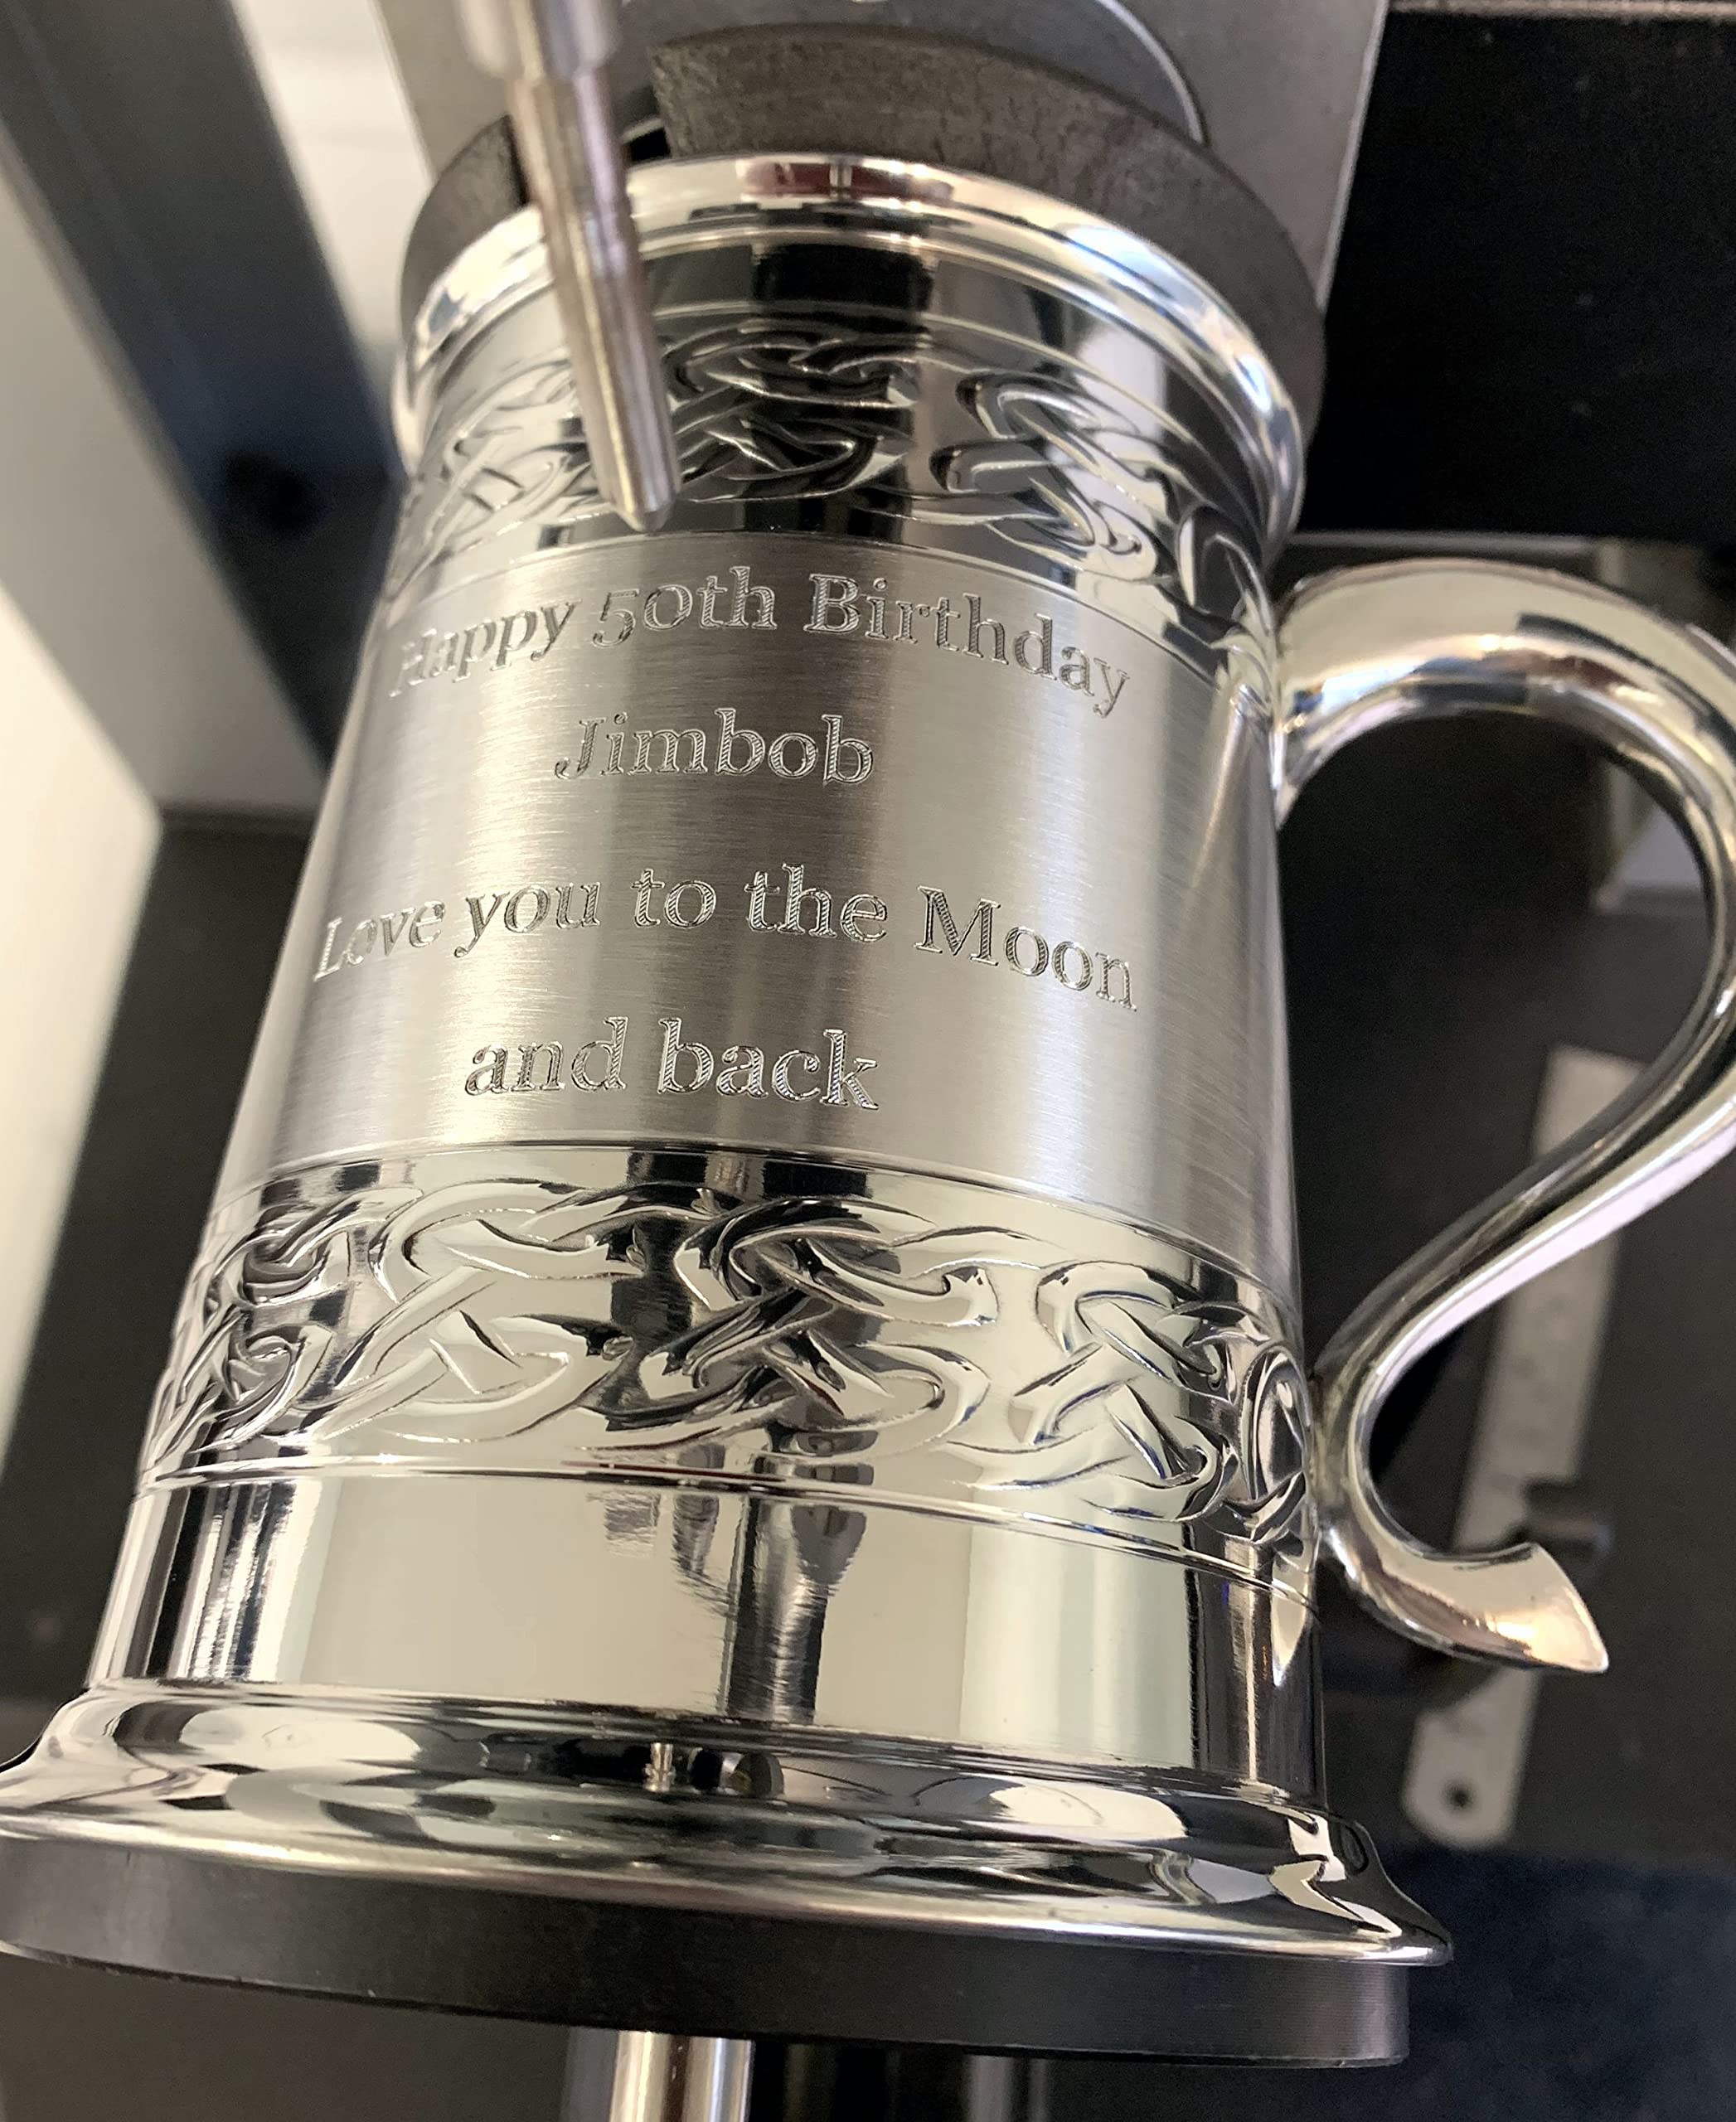 Happy 50th Birthday
Jimbob
Love you to the Moon
and back